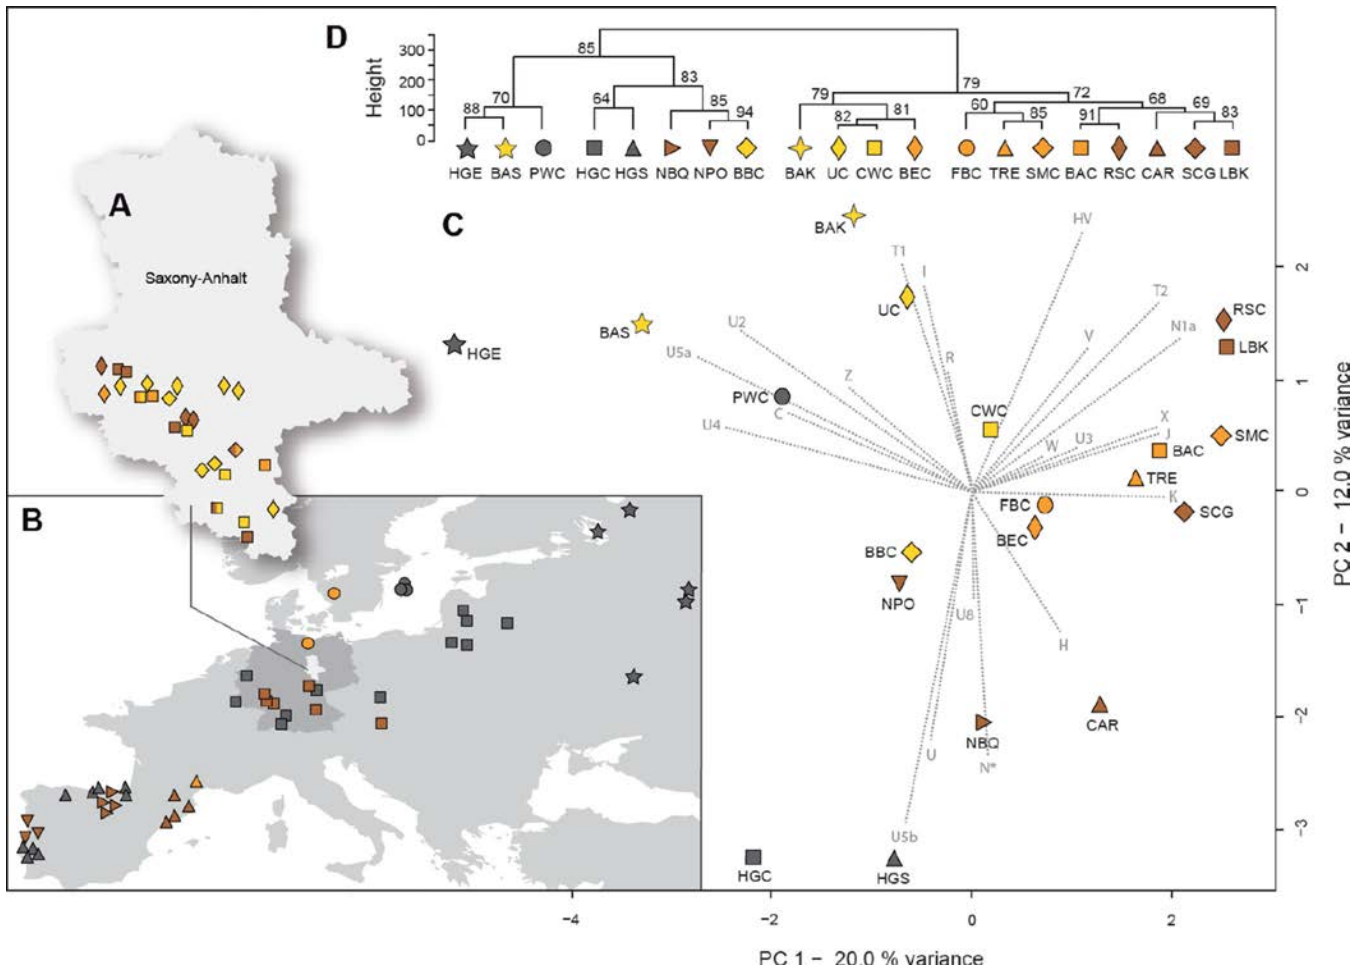 D
Height
300
200
100
0
85
79
70
88
83
64
85
94
79
82
81
72
60
85
68
91
69
83
HGE BAS PWC HGC HGS NBQ NPO BBC BAK UC CWC BEC FBC TRE SMC BAC RSC CAR SCG LBK
A
Saxony-Anhalt
B
C
BAK
HV
T1
I
T2
UC
RSC
BAS
U2
N1a
HGE
U5a
V
LBK
R
Z
PWC
C
CWC
X
U4
J
SMC
W
U3
BAC
TRE
K
FBC
SCG
BEC
BBC
NPO
U8
H
CAR
NBQ
U
N*
U5b
HGC
HGS
2
1
0
−1
−2
−3
PC 2 − 12.0 % variance
−4
−2
0
2
PC 1 − 20.0 % variance